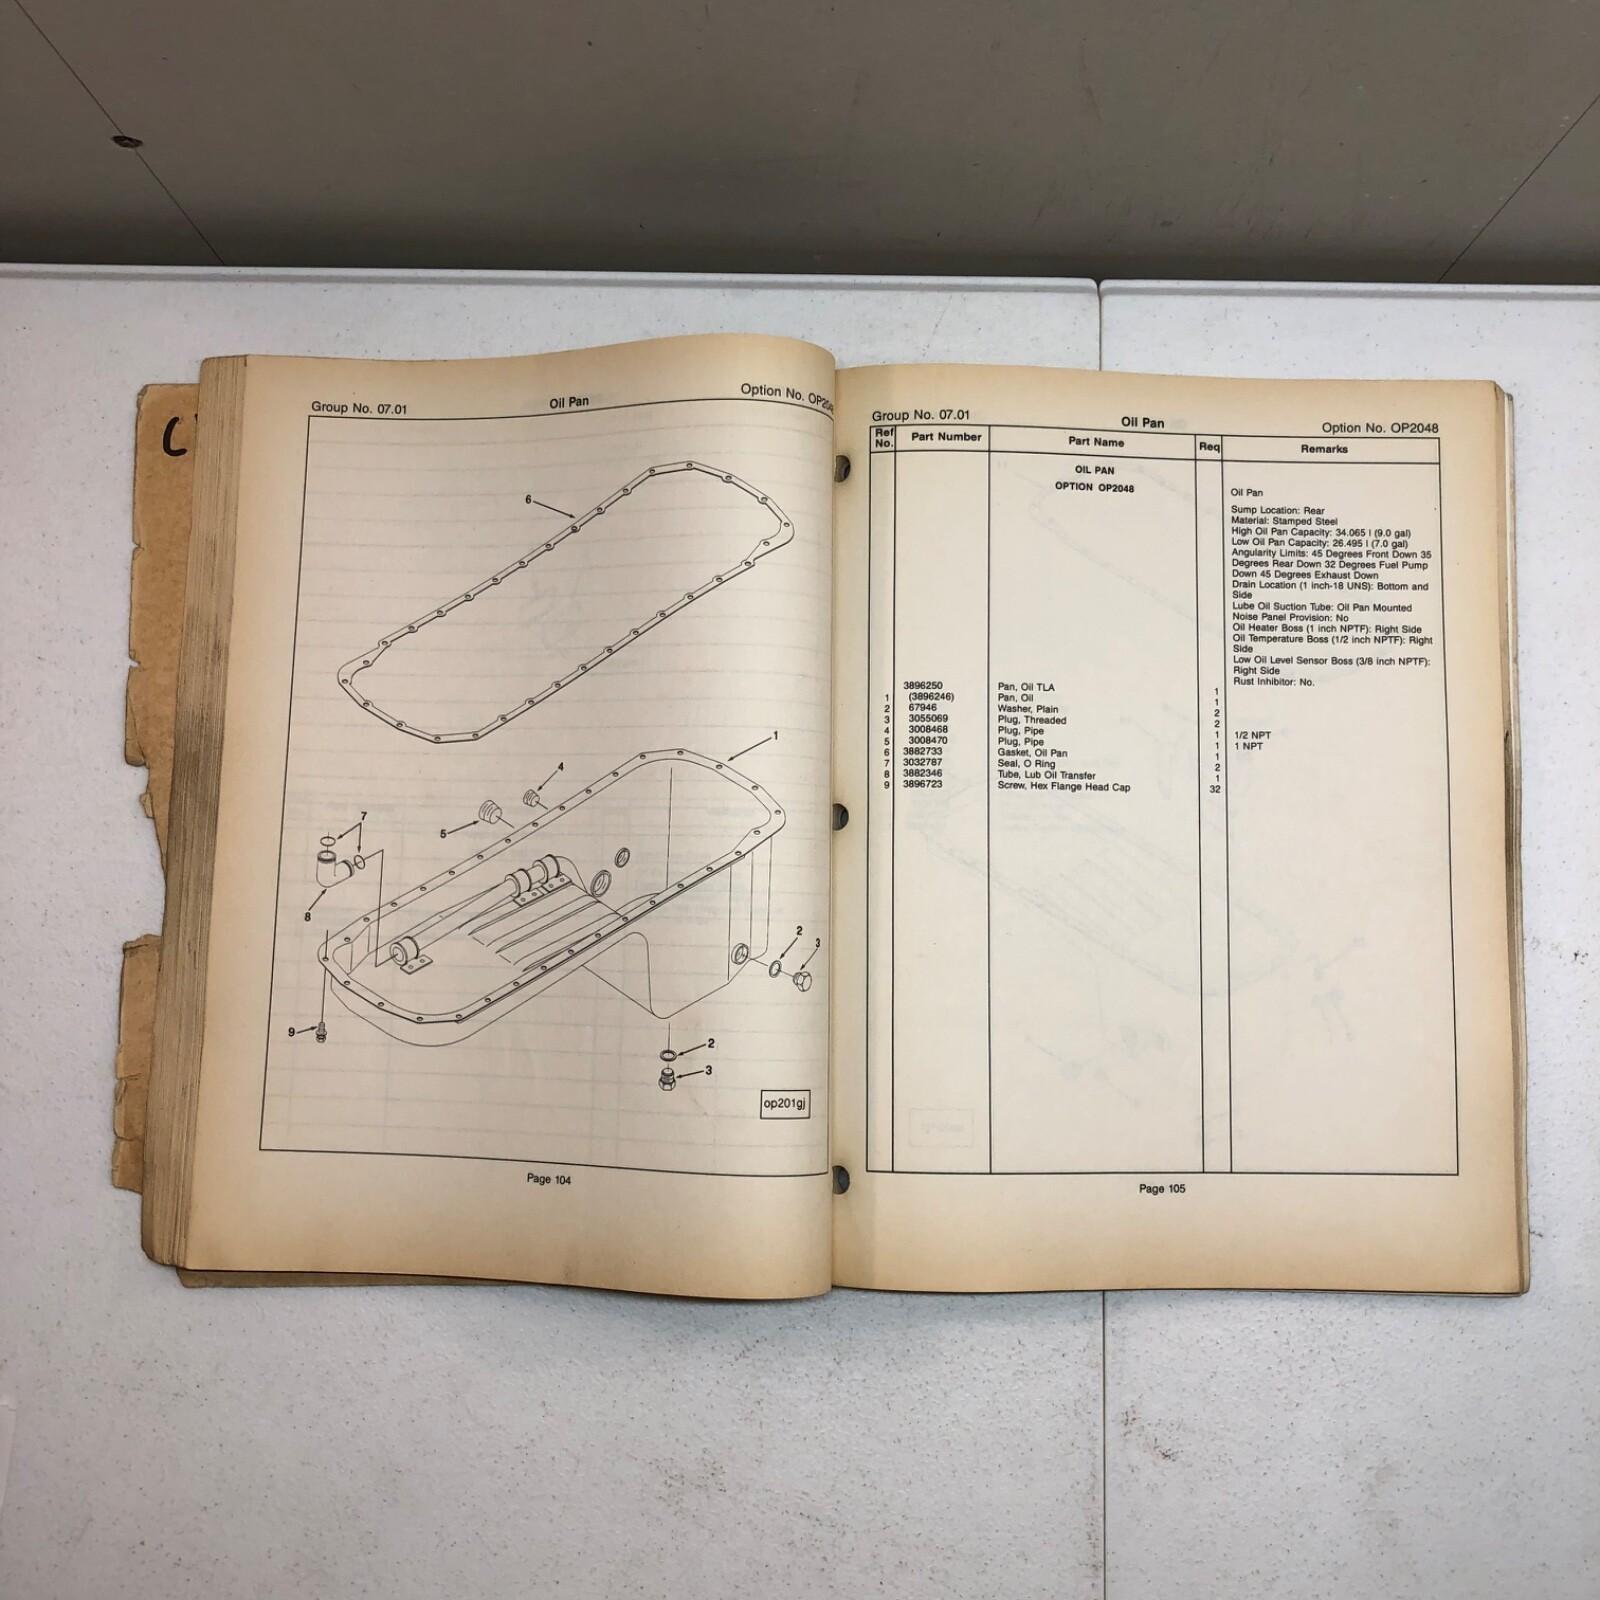 C
Group No. 07.01 Oil Pan Option No.
6
1
4
5
7
8
2
3
9
2
3
op201gj
Page 104
Group No. 07.01 Oil Pan Option No. OP2048
Ref No. Part Number Part Name Req Remarks
OIL PAN
OPTION OP2048
Oil Pan
Sump Location: Rear
Material: Stamped Steel
High Oil Pan Capacity: 34.065 l (9.0 gal)
Low Oil Pan Capacity: 26.495 l (7.0 gal)
Angularity Limits: 45 Degrees Front Down 35
Degrees Rear Down 32 Degrees Fuel Pump
Down 45 Degrees Exhaust Down
Drain Location (1 inch-18 UNS): Bottom and
Side
Lube Oil Suction Tube: Oil Pan Mounted
Noise Panel Provision: No
Oil Heater Boss (1 inch NPTF): Right Side
Oil Temperature Boss (1/2 inch NPTF): Right
Side
Low Oil Level Sensor Boss (3/8 inch NPTF):
Right Side
Rust Inhibitor: No.
3896250 Pan, Oil TLA 1
1 (3896246) Pan, Oil 1
2 67946 Washer, Plain 2
3 3055069 Plug, Threaded 2
4 3008468 Plug, Pipe 1 1/2 NPT
5 3008470 Plug, Pipe 1 1 NPT
6 3882733 Gasket, Oil Pan 1
7 3032787 Seal, O Ring 2
8 3882346 Tube, Lub Oil Transfer 1
9 3896723 Screw, Hex Flange Head Cap 32
Page 105